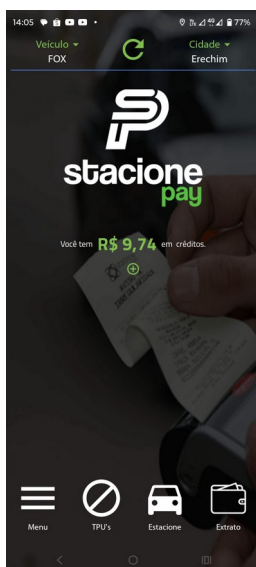 14:05
77%
Veículo
FOX
Cidade
Erechim
stacione
pay
Você tem R$ 9,74 em créditos.
Menu
TPU's
Estacione
Extrato